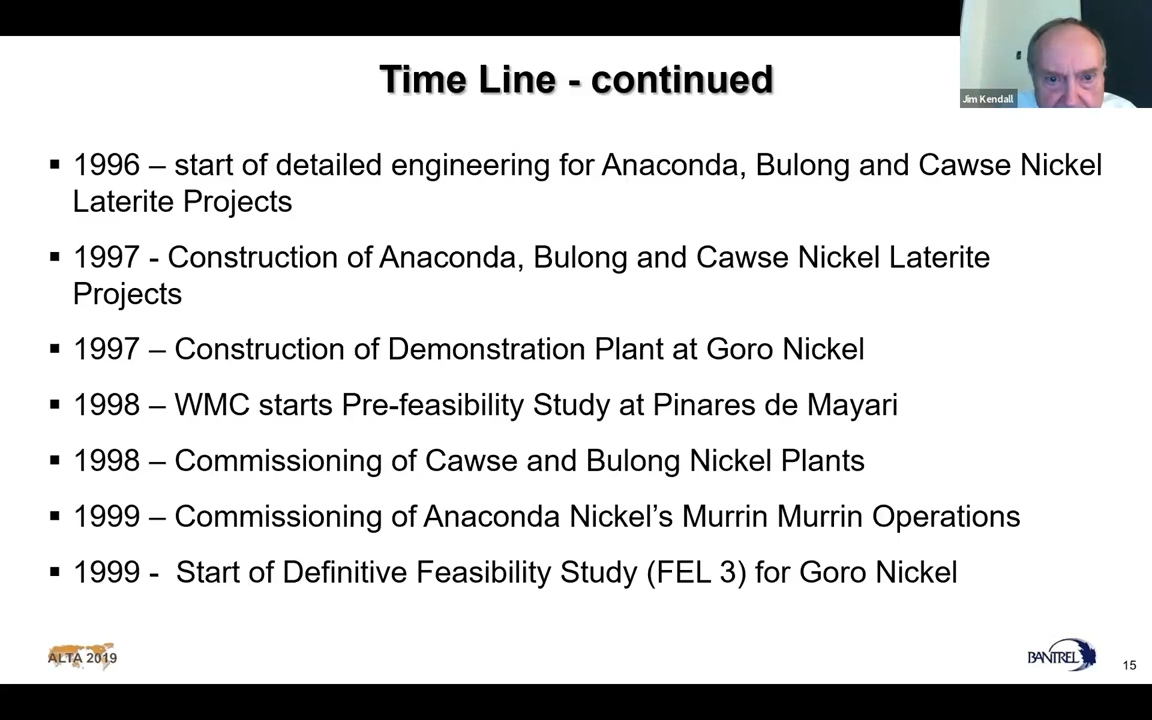 Time Line - continued
Jim Kendall
▪ 1996 – start of detailed engineering for Anaconda, Bulong and Cawse Nickel
Laterite Projects
▪ 1997 - Construction of Anaconda, Bulong and Cawse Nickel Laterite
Projects
▪ 1997 – Construction of Demonstration Plant at Goro Nickel
▪ 1998 – WMC starts Pre-feasibility Study at Pinares de Mayari
▪ 1998 – Commissioning of Cawse and Bulong Nickel Plants
▪ 1999 – Commissioning of Anaconda Nickel’s Murrin Murrin Operations
▪ 1999 - Start of Definitive Feasibility Study (FEL 3) for Goro Nickel
ALTA 2019
BANTREL
15